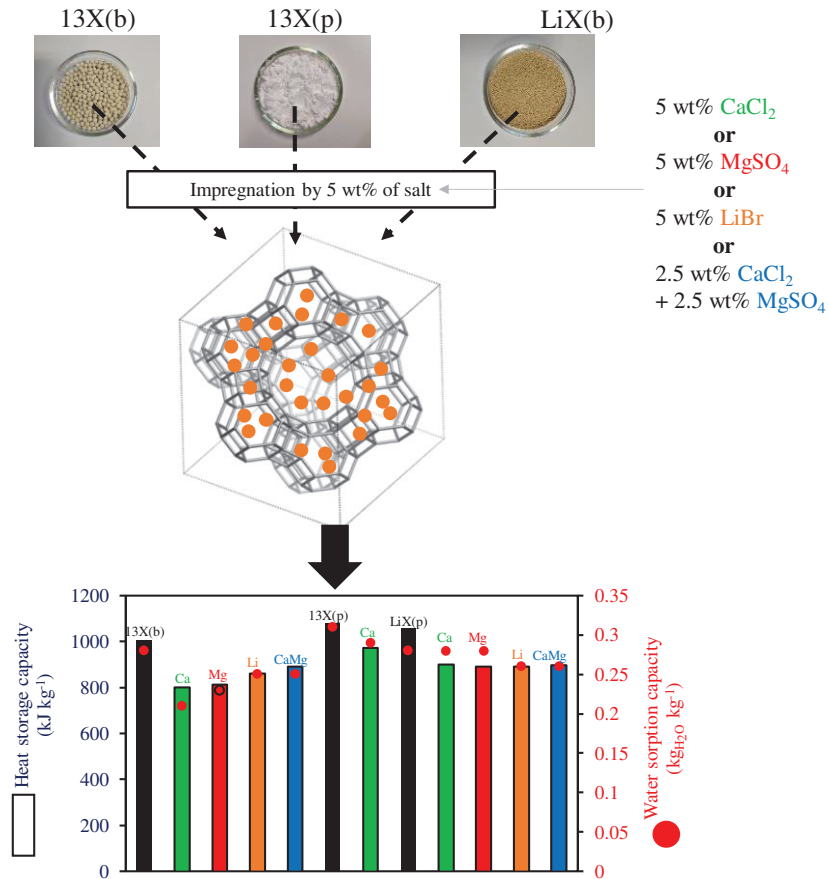 13X(b)
13X(p)
LiX(b)
5 wt% CaCl2
or
5 wt% MgSO4
or
5 wt% LiBr
or
2.5 wt% CaCl2
+ 2.5 wt% MgSO4
Impregnation by 5 wt% of salt
Heat storage capacity
(kJ kg-1)
1200
1000
800
600
400
200
0
13X(b)
Ca
Mg
Li
CaMg
13X(p)
Ca
LiX(p)
Ca
Mg
Li
CaMg
0.35
0.3
0.25
0.2
0.15
0.1
0.05
0
Water sorption capacity
(kgH2O kg-1)